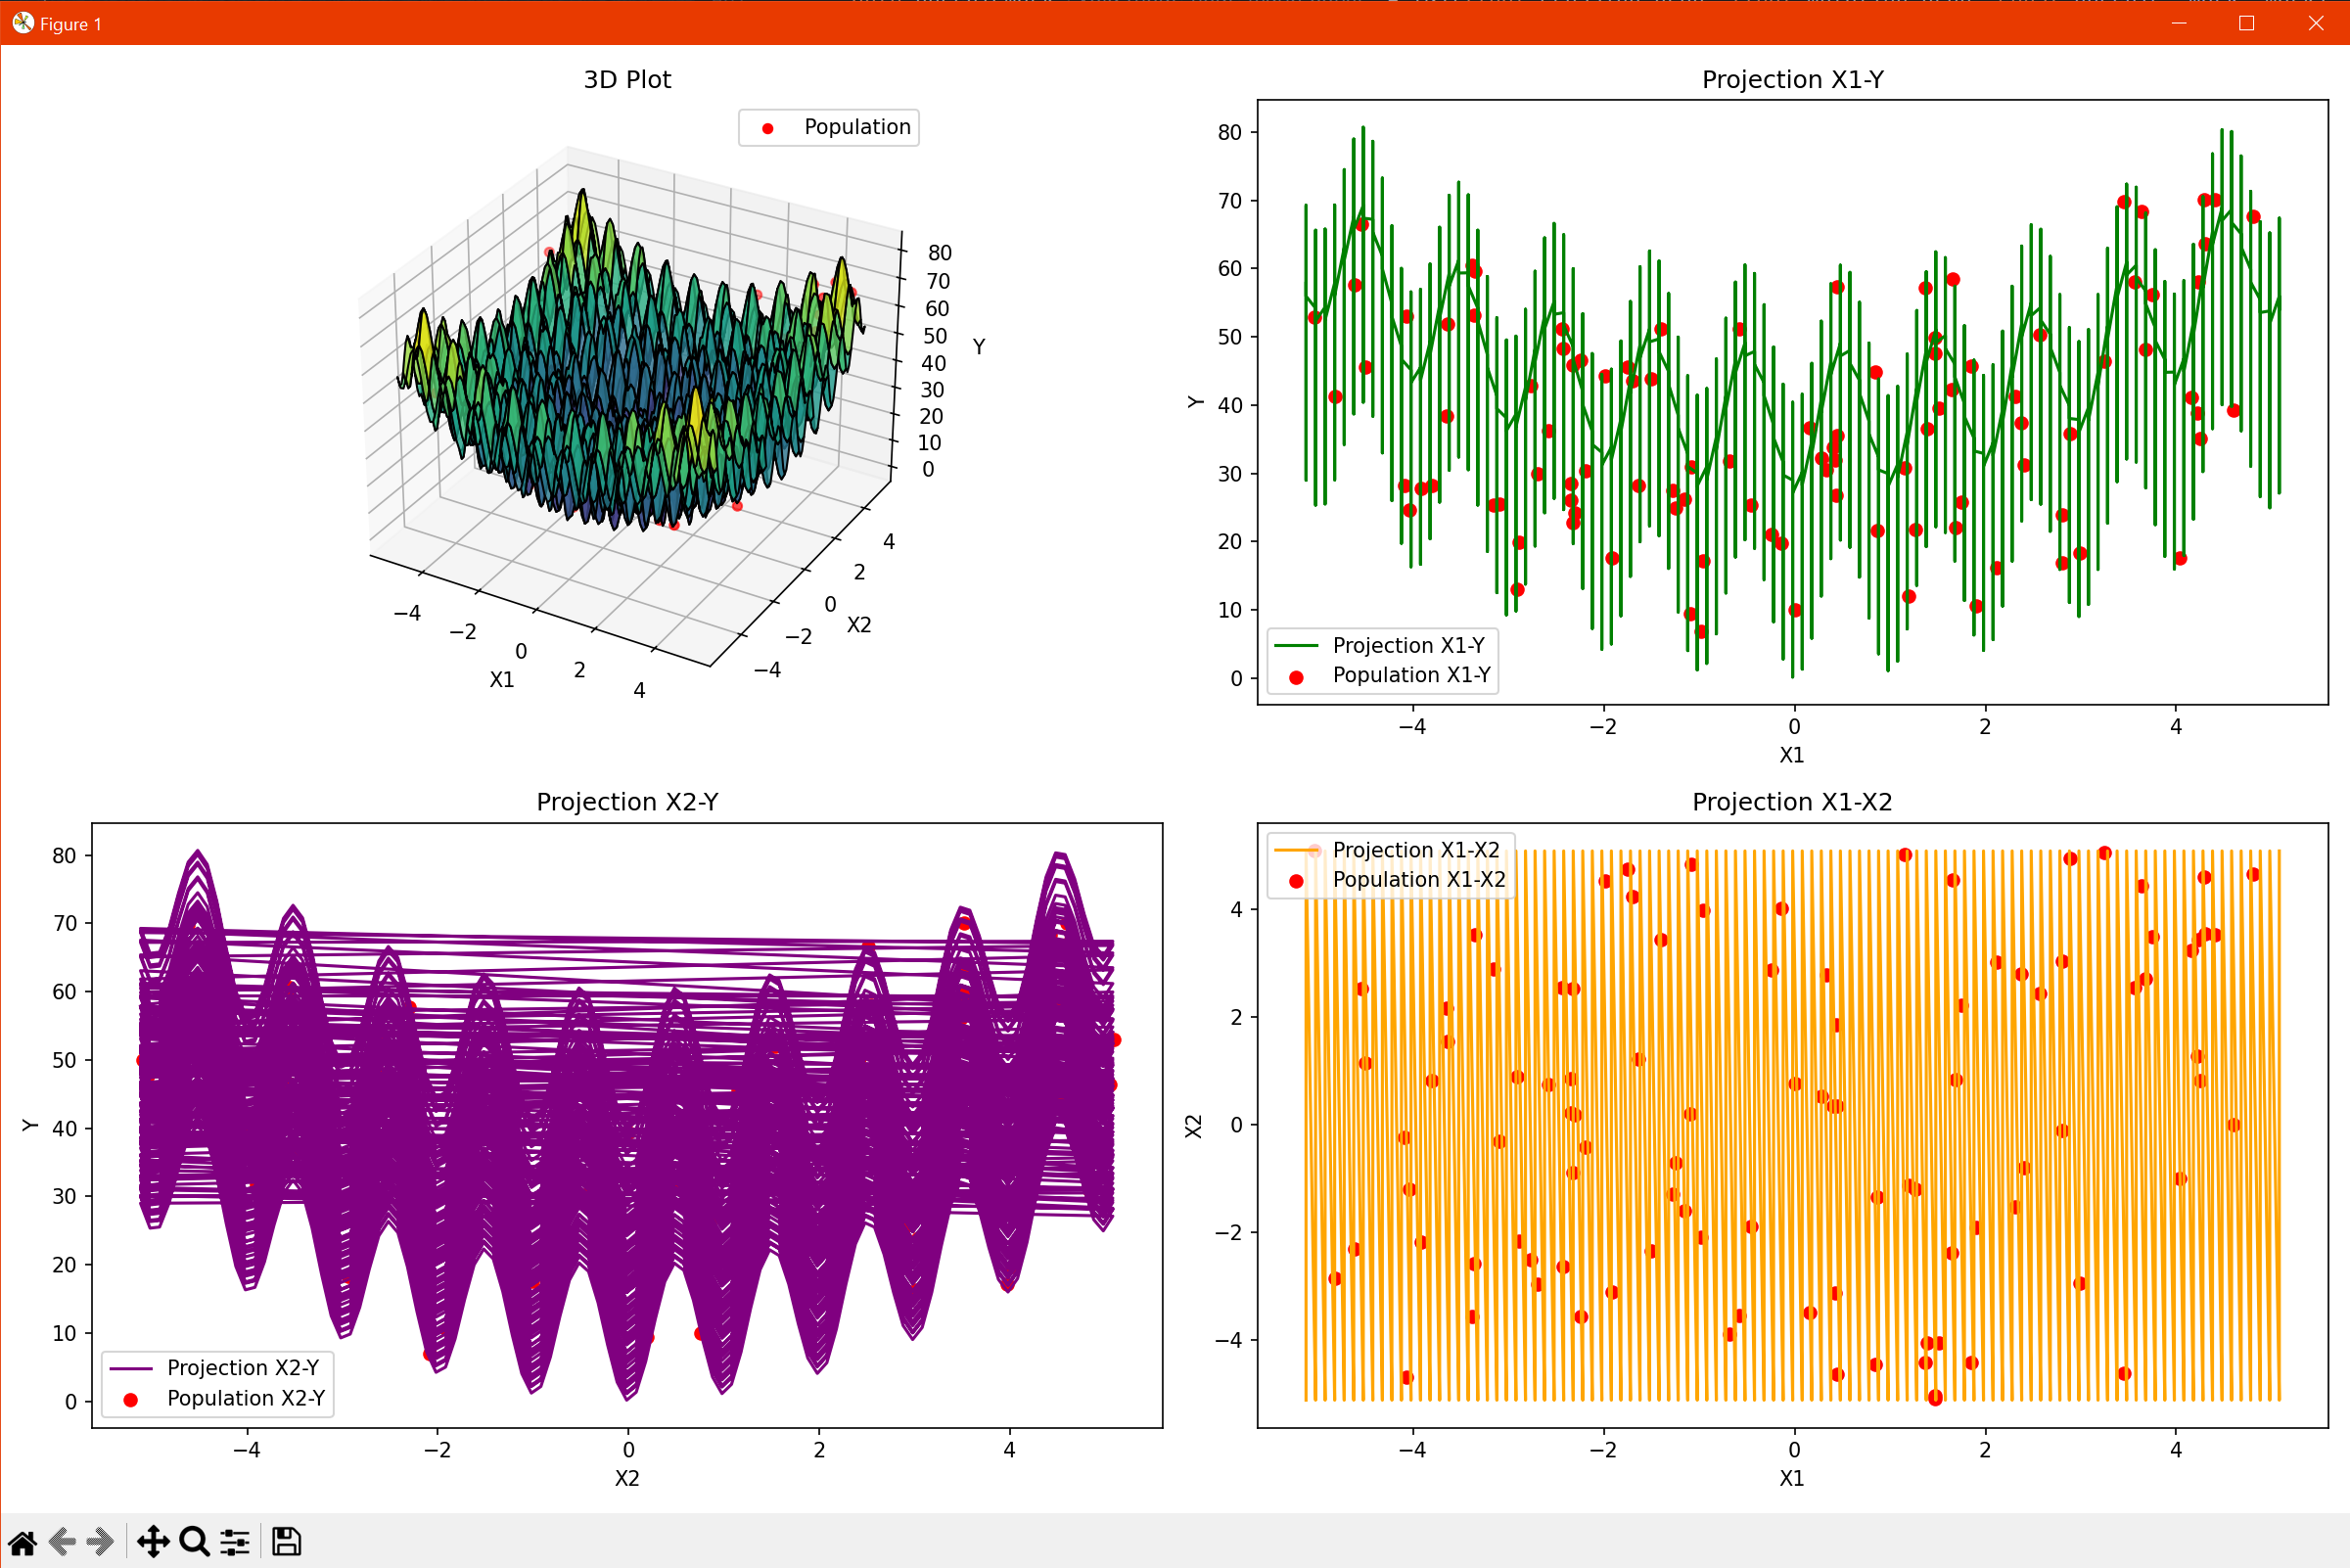 Figure 1
3D Plot
Population
80
70
60
50
40
30
20
10
0
Y
−4
−2
0
2
4
X1
4
2
0
−2
−4
X2
Projection X1-Y
80
70
60
50
40
30
20
10
0
Y
Projection X1-Y
Population X1-Y
−4
−2
0
2
4
X1
Projection X2-Y
80
70
60
50
40
30
20
10
0
Y
Projection X2-Y
Population X2-Y
−4
−2
0
2
4
X2
Projection X1-X2
Projection X1-X2
Population X1-X2
4
2
0
−2
−4
X2
−4
−2
0
2
4
X1